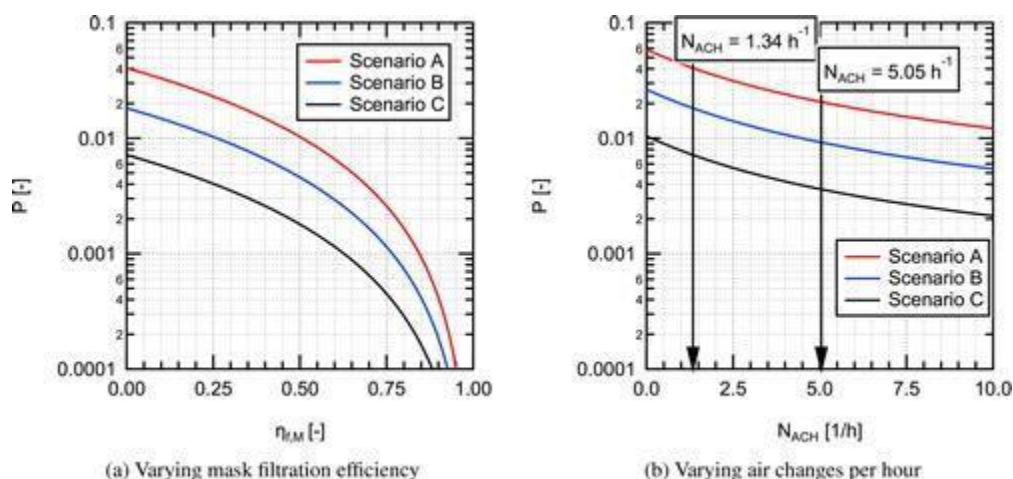 0.1
6
4
2
0.01
6
4
2
0.001
6
4
2
0.0001
P [-]
Scenario A
Scenario B
Scenario C
0.00 0.25 0.50 0.75 1.00
ηf,M [-]
(a) Varying mask filtration efficiency
0.1
6
4
2
0.01
6
4
2
0.001
6
4
2
0.0001
P [-]
NACH = 1.34 h-1
NACH = 5.05 h-1
Scenario A
Scenario B
Scenario C
0.0 2.5 5.0 7.5 10.0
NACH [1/h]
(b) Varying air changes per hour